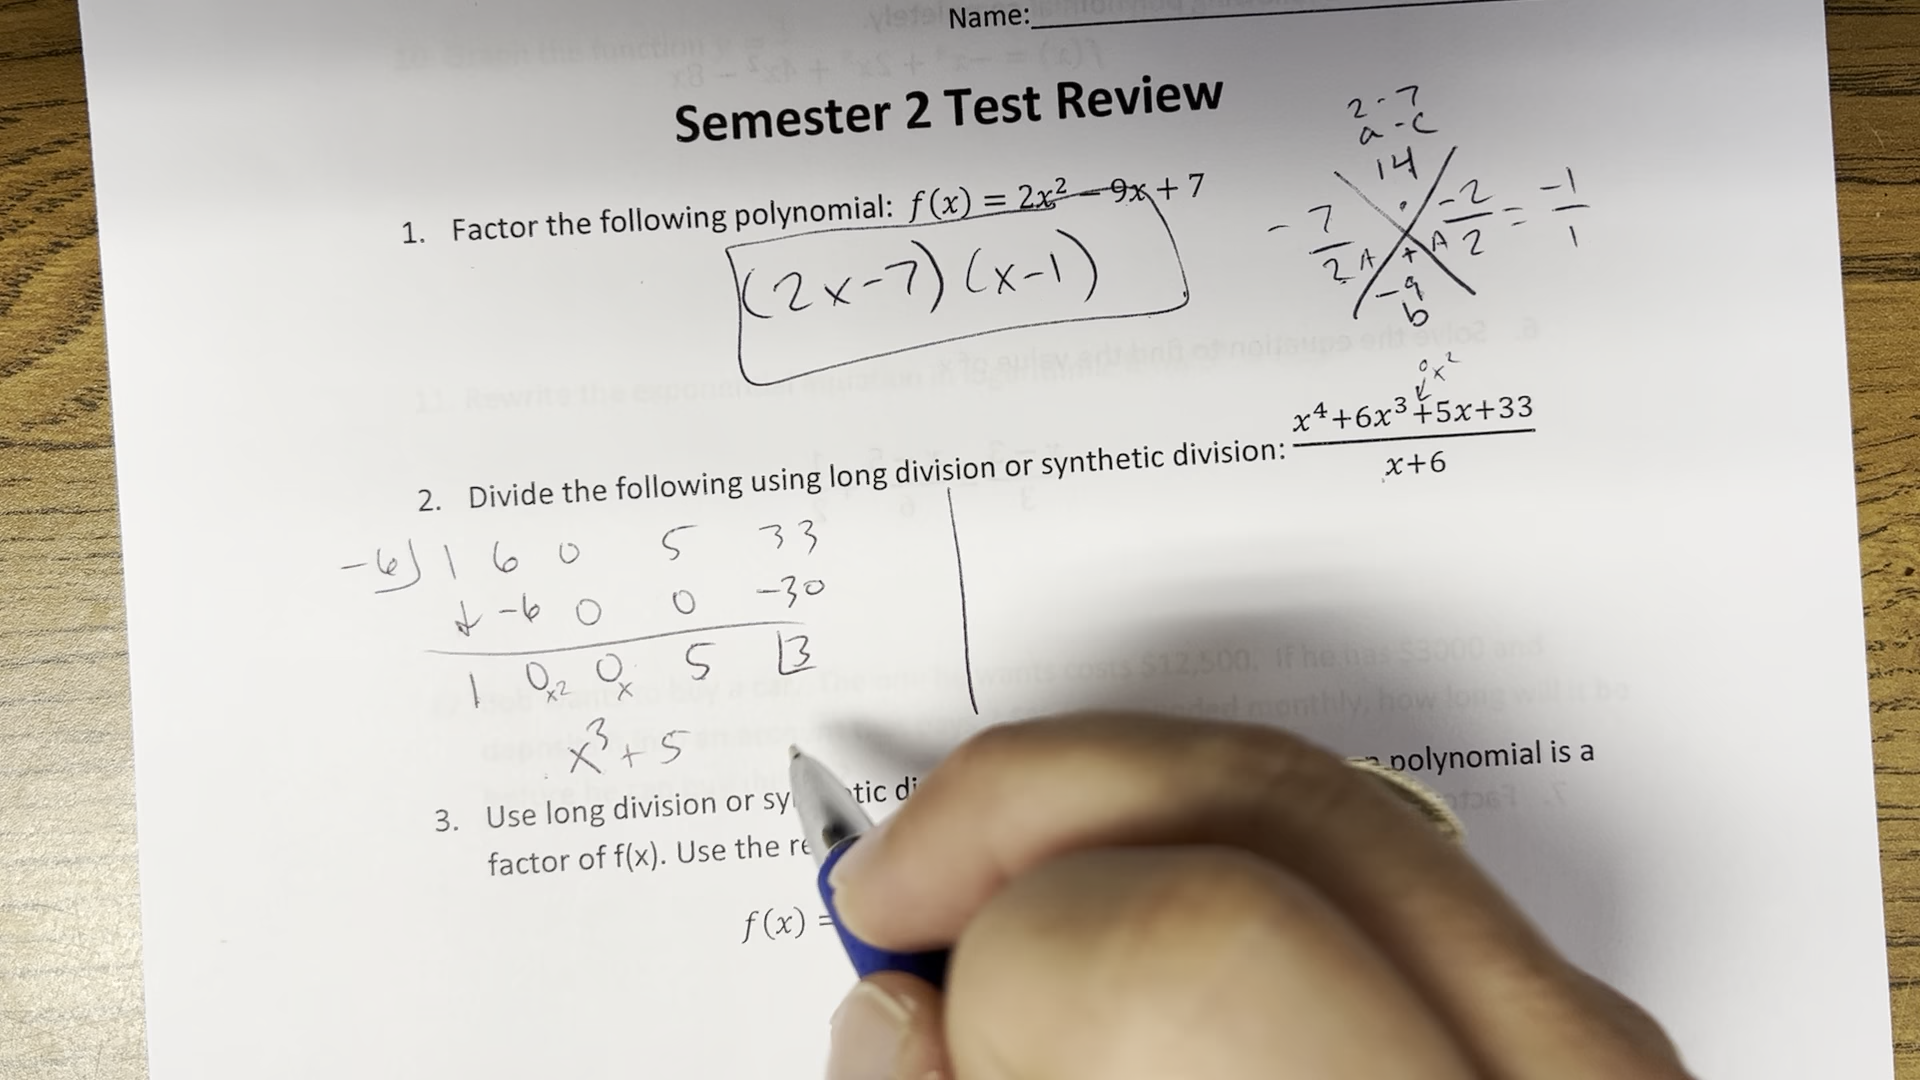 Name:
Semester 2 Test Review
2 · 7
a · c
14
1. Factor the following polynomial: f(x) = 2x² − 9x + 7
-7/2 · -2/2 = -1/1
A + A
-9
b
(2x-7)(x-1)
0x²
2. Divide the following using long division or synthetic division: x⁴+6x³+5x+33
x+6
-6 1 6 0 5 33
↓ -6 0 0 -30
1 0x2 0x 5 3
x³ + 5
polynomial is a
3. Use long division or sy tic di
factor of f(x). Use the re
f(x) =